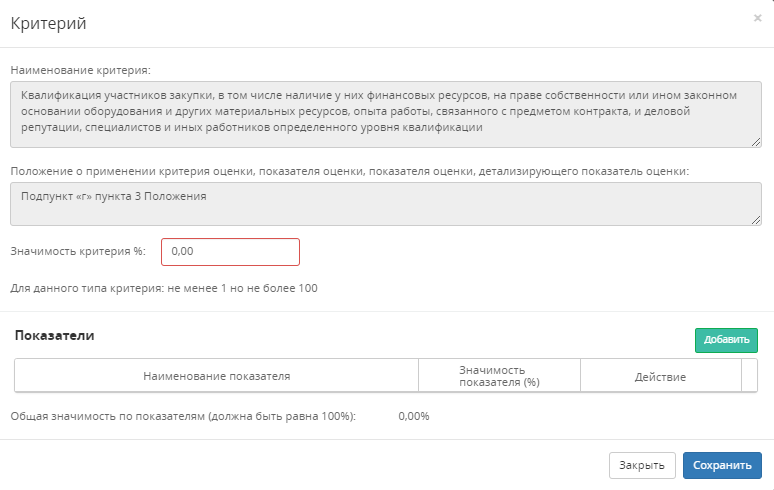 Критерий
×
Наименование критерия:
Квалификация участников закупки, в том числе наличие у них финансовых ресурсов, на праве собственности или ином законном
основании оборудования и других материальных ресурсов, опыта работы, связанного с предметом контракта, и деловой
репутации, специалистов и иных работников определенного уровня квалификации
Положение о применении критерия оценки, показателя оценки, показателя оценки, детализирующего показатель оценки:
Подпункт «г» пункта 3 Положения
Значимость критерия %: 0,00
Для данного типа критерия: не менее 1 но не более 100
Показатели
Добавить
Наименование показателя
Значимость
показателя (%)
Действие
Общая значимость по показателям (должна быть равна 100%): 0,00%
Закрыть
Сохранить